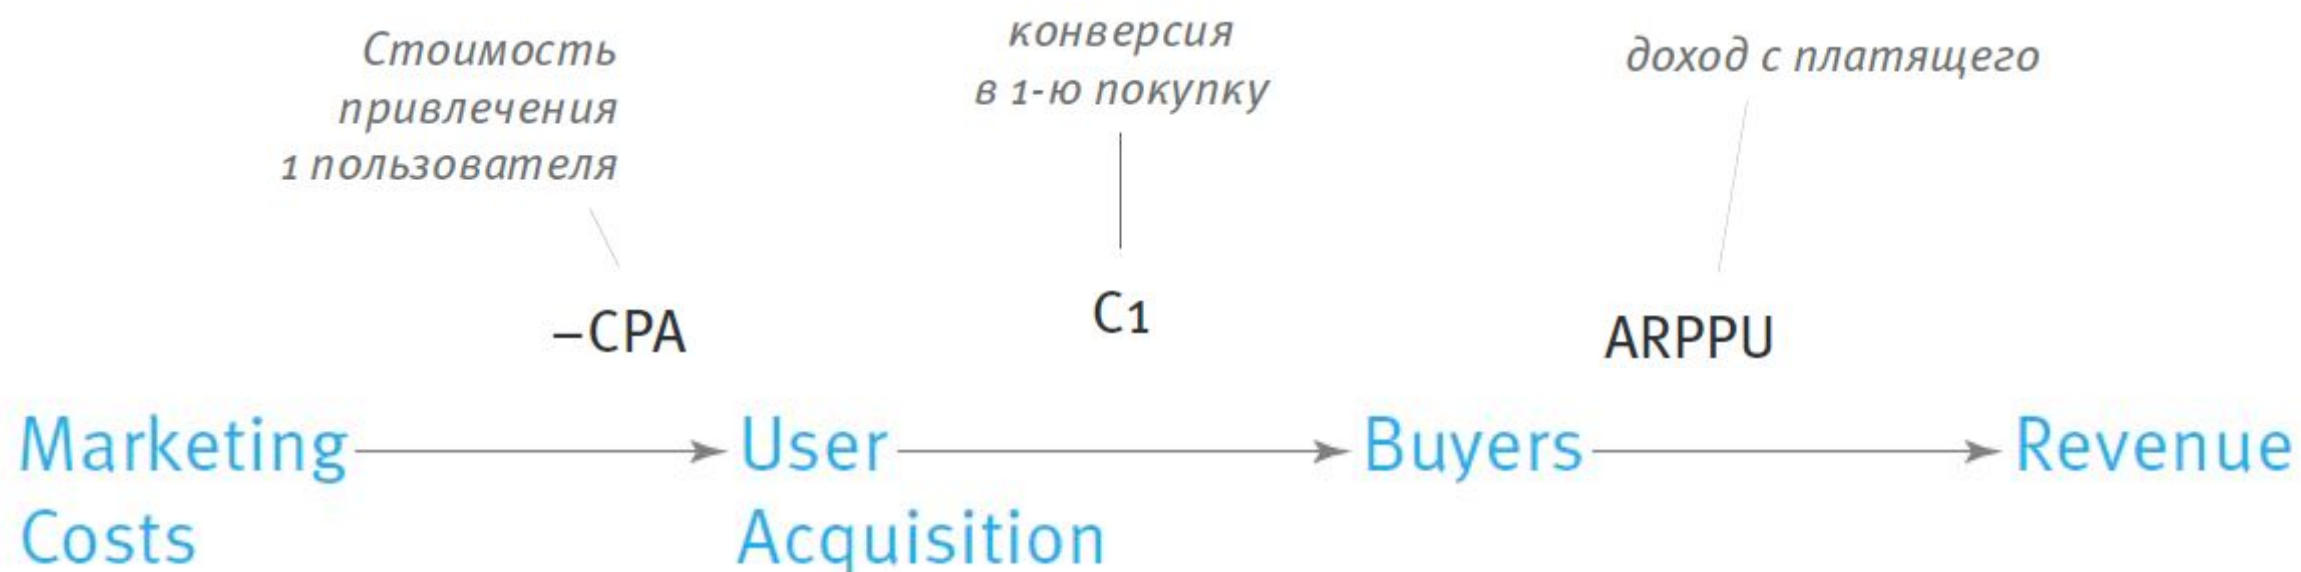 Стоимость
привлечения
1 пользователя
конверсия
в 1-ю покупку
доход с платящего
–CPA
C1
ARPPU
Marketing
Costs
User
Acquisition
Buyers
Revenue